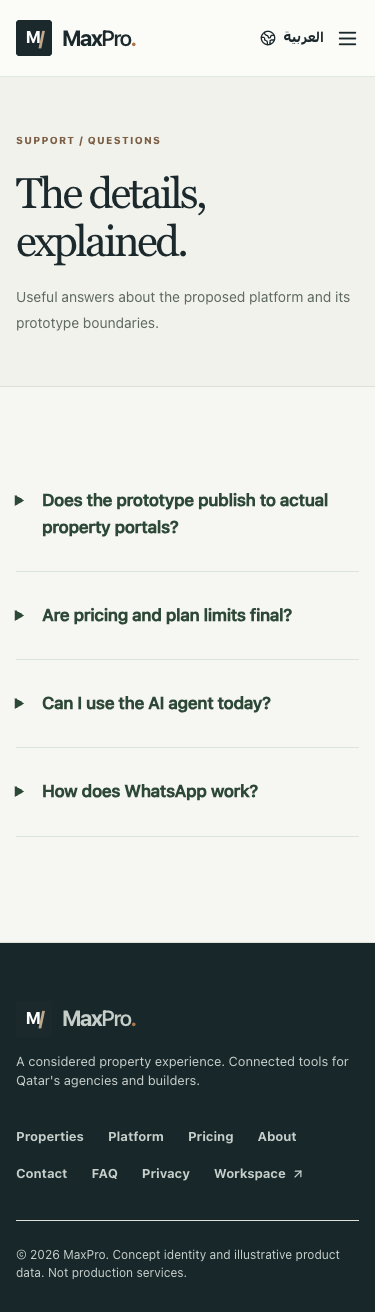 M/ MaxPro.
العربية
SUPPORT / QUESTIONS
The details,
explained.
Useful answers about the proposed platform and its
prototype boundaries.
Does the prototype publish to actual
property portals?
Are pricing and plan limits final?
Can I use the AI agent today?
How does WhatsApp work?
M/ MaxPro.
A considered property experience. Connected tools for
Qatar's agencies and builders.
Properties Platform Pricing About
Contact FAQ Privacy Workspace
© 2026 MaxPro. Concept identity and illustrative product
data. Not production services.